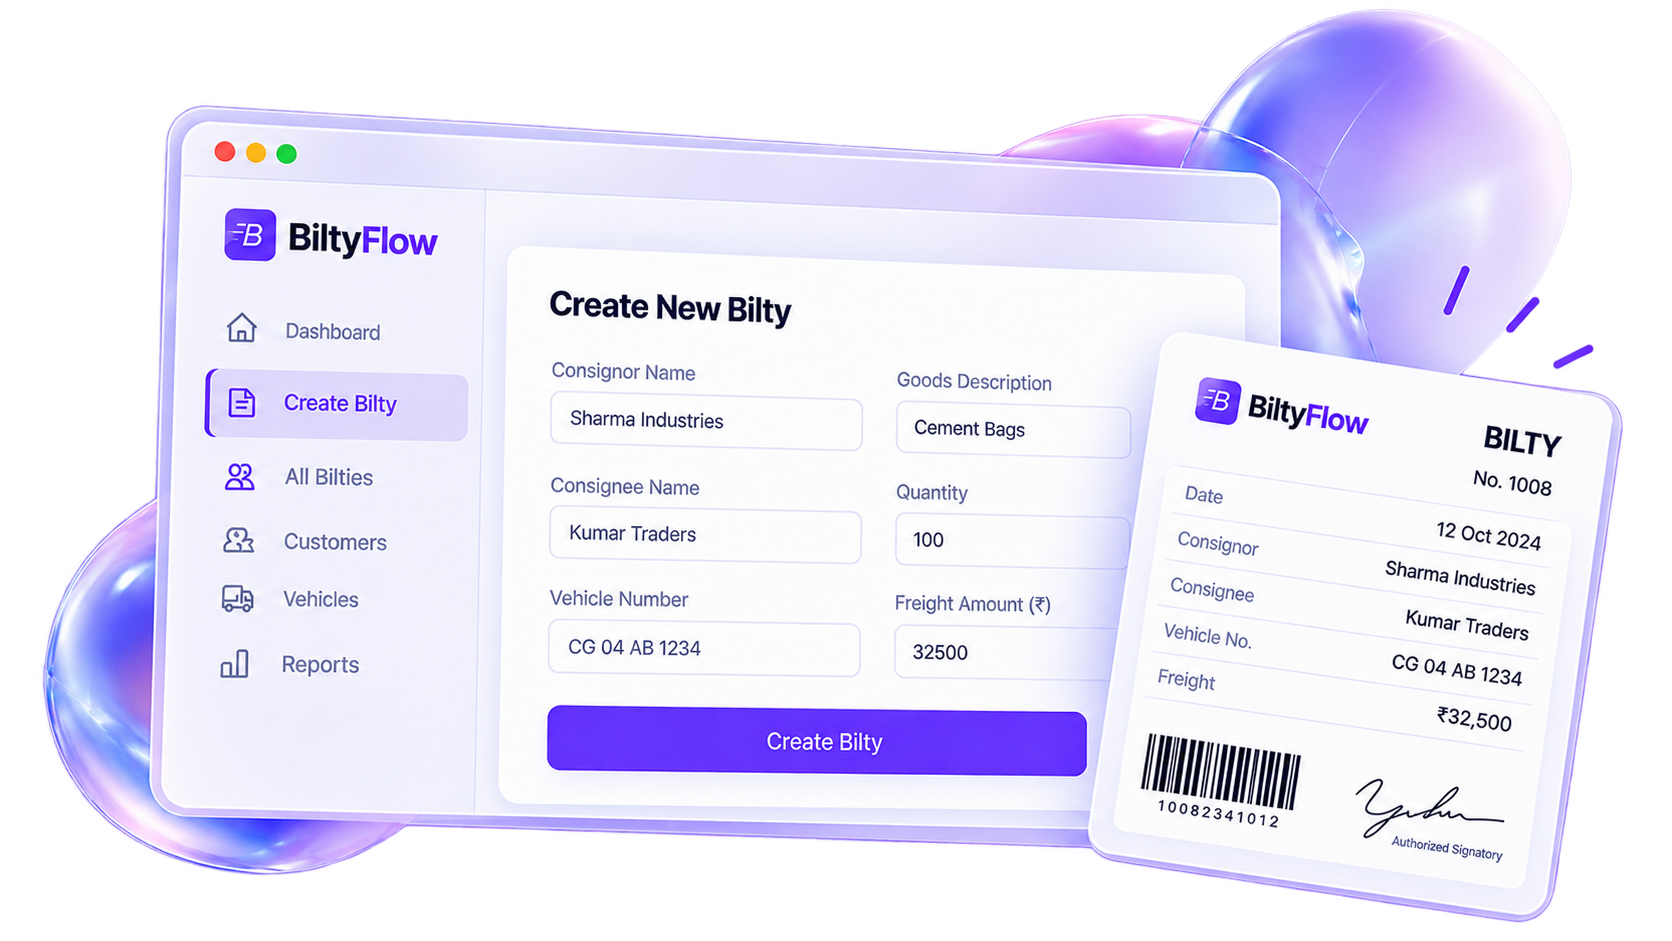 BiltyFlow
Dashboard
Create Bilty
All Bilties
Customers
Vehicles
Reports
Create New Bilty
Consignor Name
Sharma Industries
Goods Description
Cement Bags
Consignee Name
Kumar Traders
Quantity
100
Vehicle Number
CG 04 AB 1234
Freight Amount (₹)
32500
Create Bilty
BiltyFlow
BILTY
No. 1008
Date
12 Oct 2024
Consignor
Sharma Industries
Consignee
Kumar Traders
Vehicle No.
CG 04 AB 1234
Freight
₹32,500
10082341012
Authorized Signatory